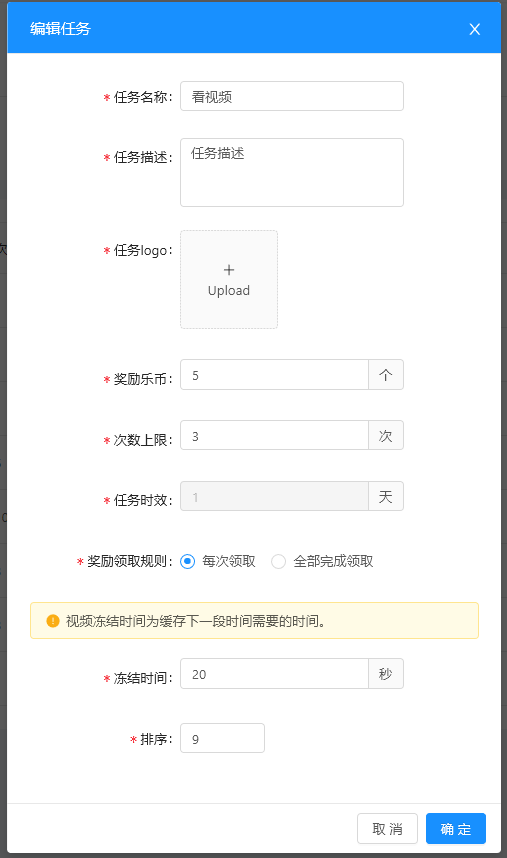 编辑任务
* 任务名称: 看视频
* 任务描述: 任务描述
* 任务logo:
+
Upload
* 奖励乐币: 5 个
* 次数上限: 3 次
* 任务时效: 1 天
* 奖励领取规则: 每次领取 全部完成领取
视频冻结时间为缓存下一段时间需要的时间。
* 冻结时间: 20 秒
* 排序: 9
取 消 确 定